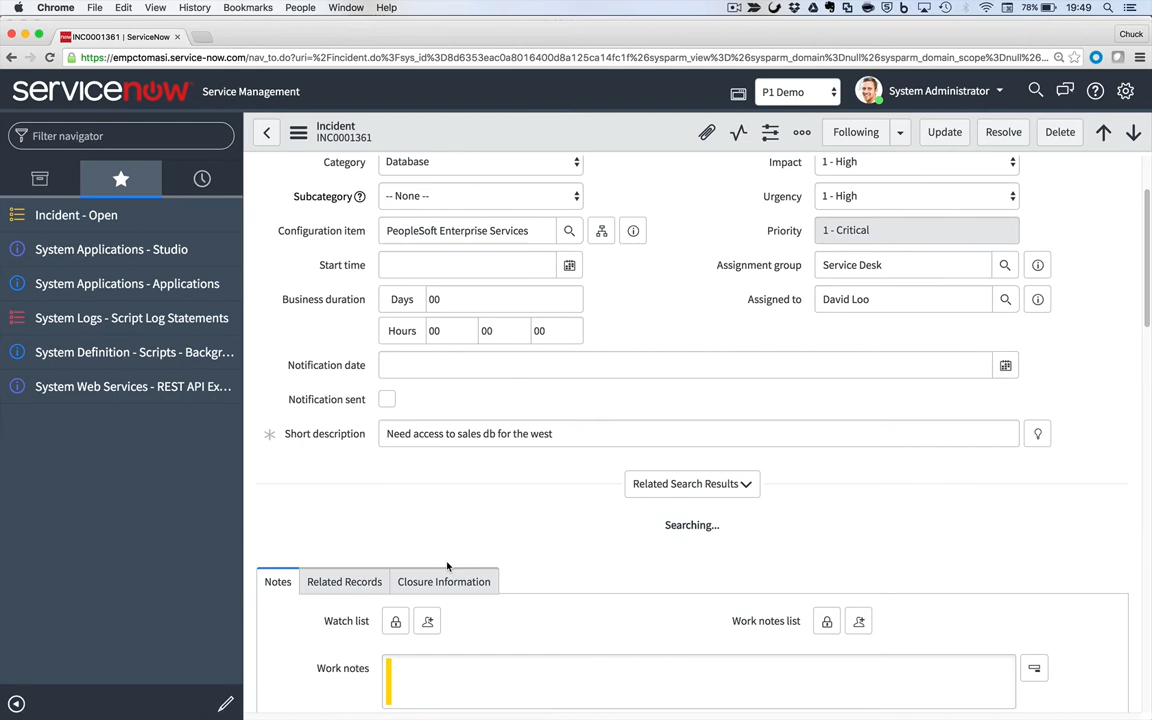 Chrome File Edit View History Bookmarks People Window Help 78% 19:49
INC0001361 | ServiceNow Chuck
https://empctomasi.service-now.com/nav_to.do?uri=%2Fincident.do%3Fsys_id%3D8d6353eac0a8016400d8a125ca14fc1f%26sysparm_view%3D%26sysparm_domain%3Dnull%26sysparm_domain_scope%3Dnull%26...
servicenow Service Management P1 Demo System Administrator
Filter navigator
Incident
INC0001361
Following Update Resolve Delete
Incident - Open
System Applications - Studio
System Applications - Applications
System Logs - Script Log Statements
System Definition - Scripts - Backgr...
System Web Services - REST API Ex...
Category Database Impact 1 - High
Subcategory -- None -- Urgency 1 - High
Configuration item PeopleSoft Enterprise Services Priority 1 - Critical
Start time Assignment group Service Desk
Business duration Days 00 Assigned to David Loo
Hours 00 00 00
Notification date
Notification sent
Short description Need access to sales db for the west
Related Search Results
Searching...
Notes Related Records Closure Information
Watch list Work notes list
Work notes